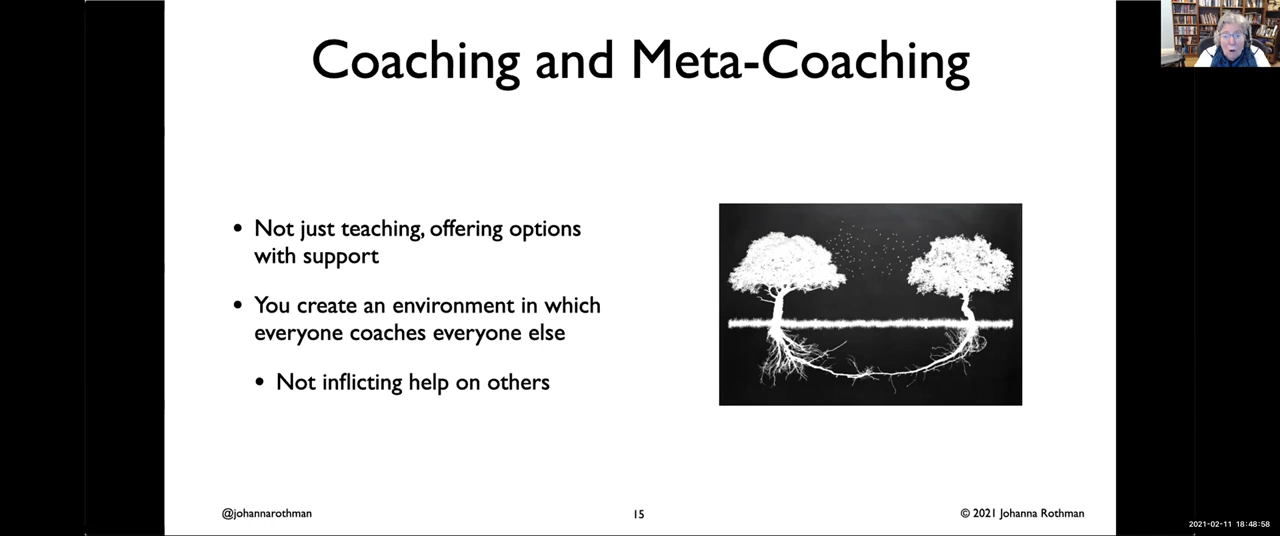 Coaching and Meta-Coaching
• Not just teaching, offering options
with support
• You create an environment in which
everyone coaches everyone else
• Not inflicting help on others
@johannarothman
15
© 2021 Johanna Rothman
2021-02-11 18:48:58